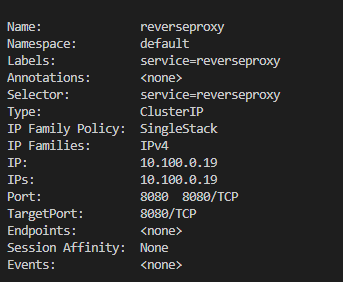 Name: reverseproxy
Namespace: default
Labels: service=reverseproxy
Annotations: <none>
Selector: service=reverseproxy
Type: ClusterIP
IP Family Policy: SingleStack
IP Families: IPv4
IP: 10.100.0.19
IPs: 10.100.0.19
Port: 8080 8080/TCP
TargetPort: 8080/TCP
Endpoints: <none>
Session Affinity: None
Events: <none>